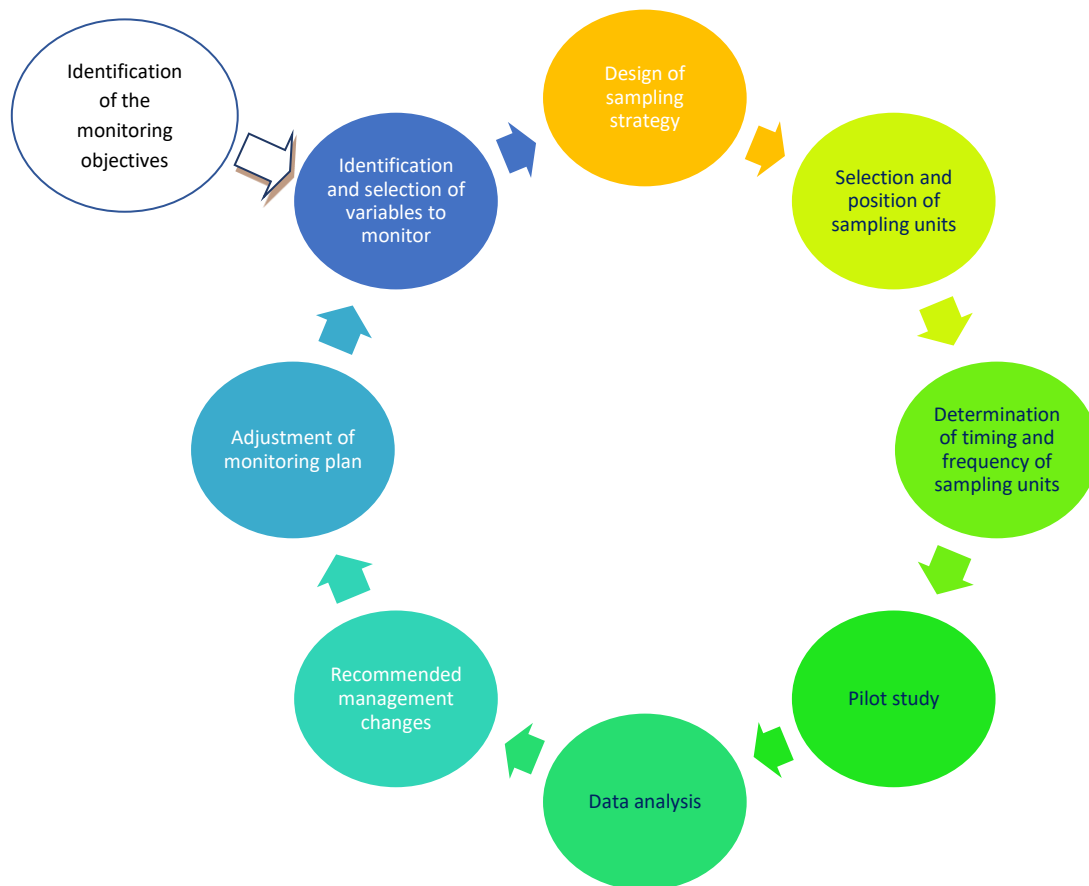 Identification
of the
monitoring
objectives
Identification
and selection of
variables to
monitor
Design of
sampling
strategy
Selection and
position of
sampling units
Determination
of timing and
frequency of
sampling units
Pilot study
Data analysis
Recommended
management
changes
Adjustment of
monitoring plan